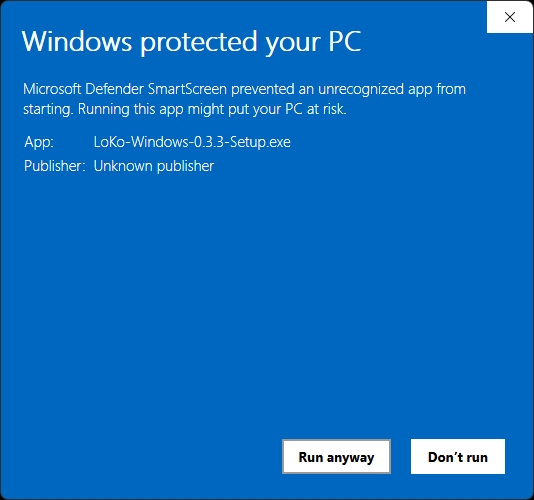 Windows protected your PC
Microsoft Defender SmartScreen prevented an unrecognized app from
starting. Running this app might put your PC at risk.
App: LoKo-Windows-0.3.3-Setup.exe
Publisher: Unknown publisher
Run anyway Don’t run